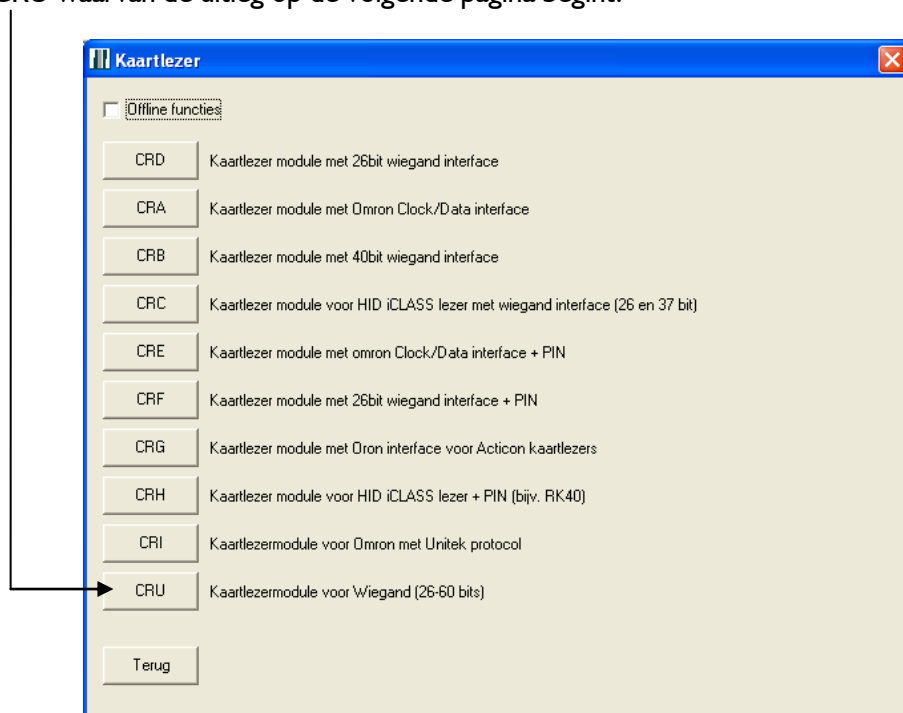 CRU waarvan de uitleg op de volgende pagina begint.
Kaartlezer
Offline functies
CRD Kaartlezer module met 26bit wiegand interface
CRA Kaartlezer module met Omron Clock/Data interface
CRB Kaartlezer module met 40bit wiegand interface
CRC Kaartlezer module voor HID iCLASS lezer met wiegand interface (26 en 37 bit)
CRE Kaartlezer module met omron Clock/Data interface + PIN
CRF Kaartlezer module met 26bit wiegand interface + PIN
CRG Kaartlezer module met Oron interface voor Acticon kaartlezers
CRH Kaartlezer module voor HID iCLASS lezer + PIN (bijv. RK40)
CRI Kaartlezermodule voor Omron met Unitek protocol
CRU Kaartlezermodule voor Wiegand (26-60 bits)
Terug